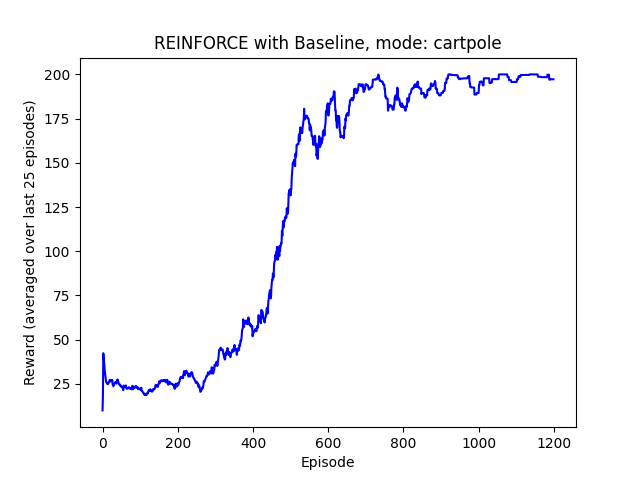 REINFORCE with Baseline, mode: cartpole
200
175
150
125
100
75
50
25
Reward (averaged over last 25 episodes)
0 200 400 600 800 1000 1200
Episode